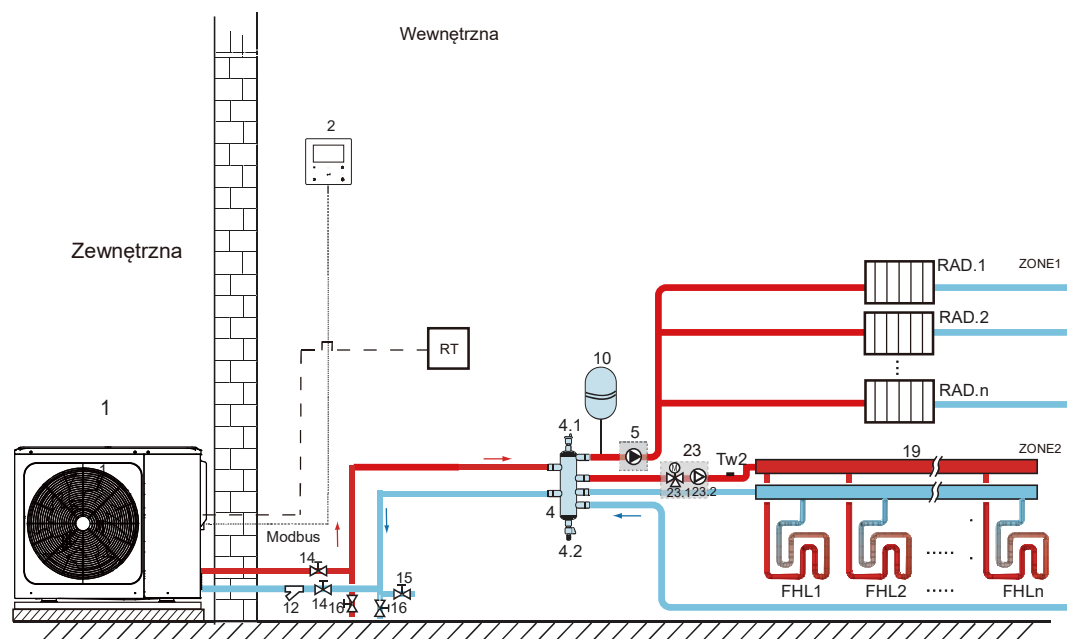 Wewnętrzna
2
Zewnętrzna
RAD.1
ZONE1
RAD.2
RT
10
RAD.n
1
4.1
5
23
19
ZONE2
Tw2
M
1
23.1
23.2
4
Modbus
4.2
14
15
12
14
16
16
FHL1
FHL2
FHLn